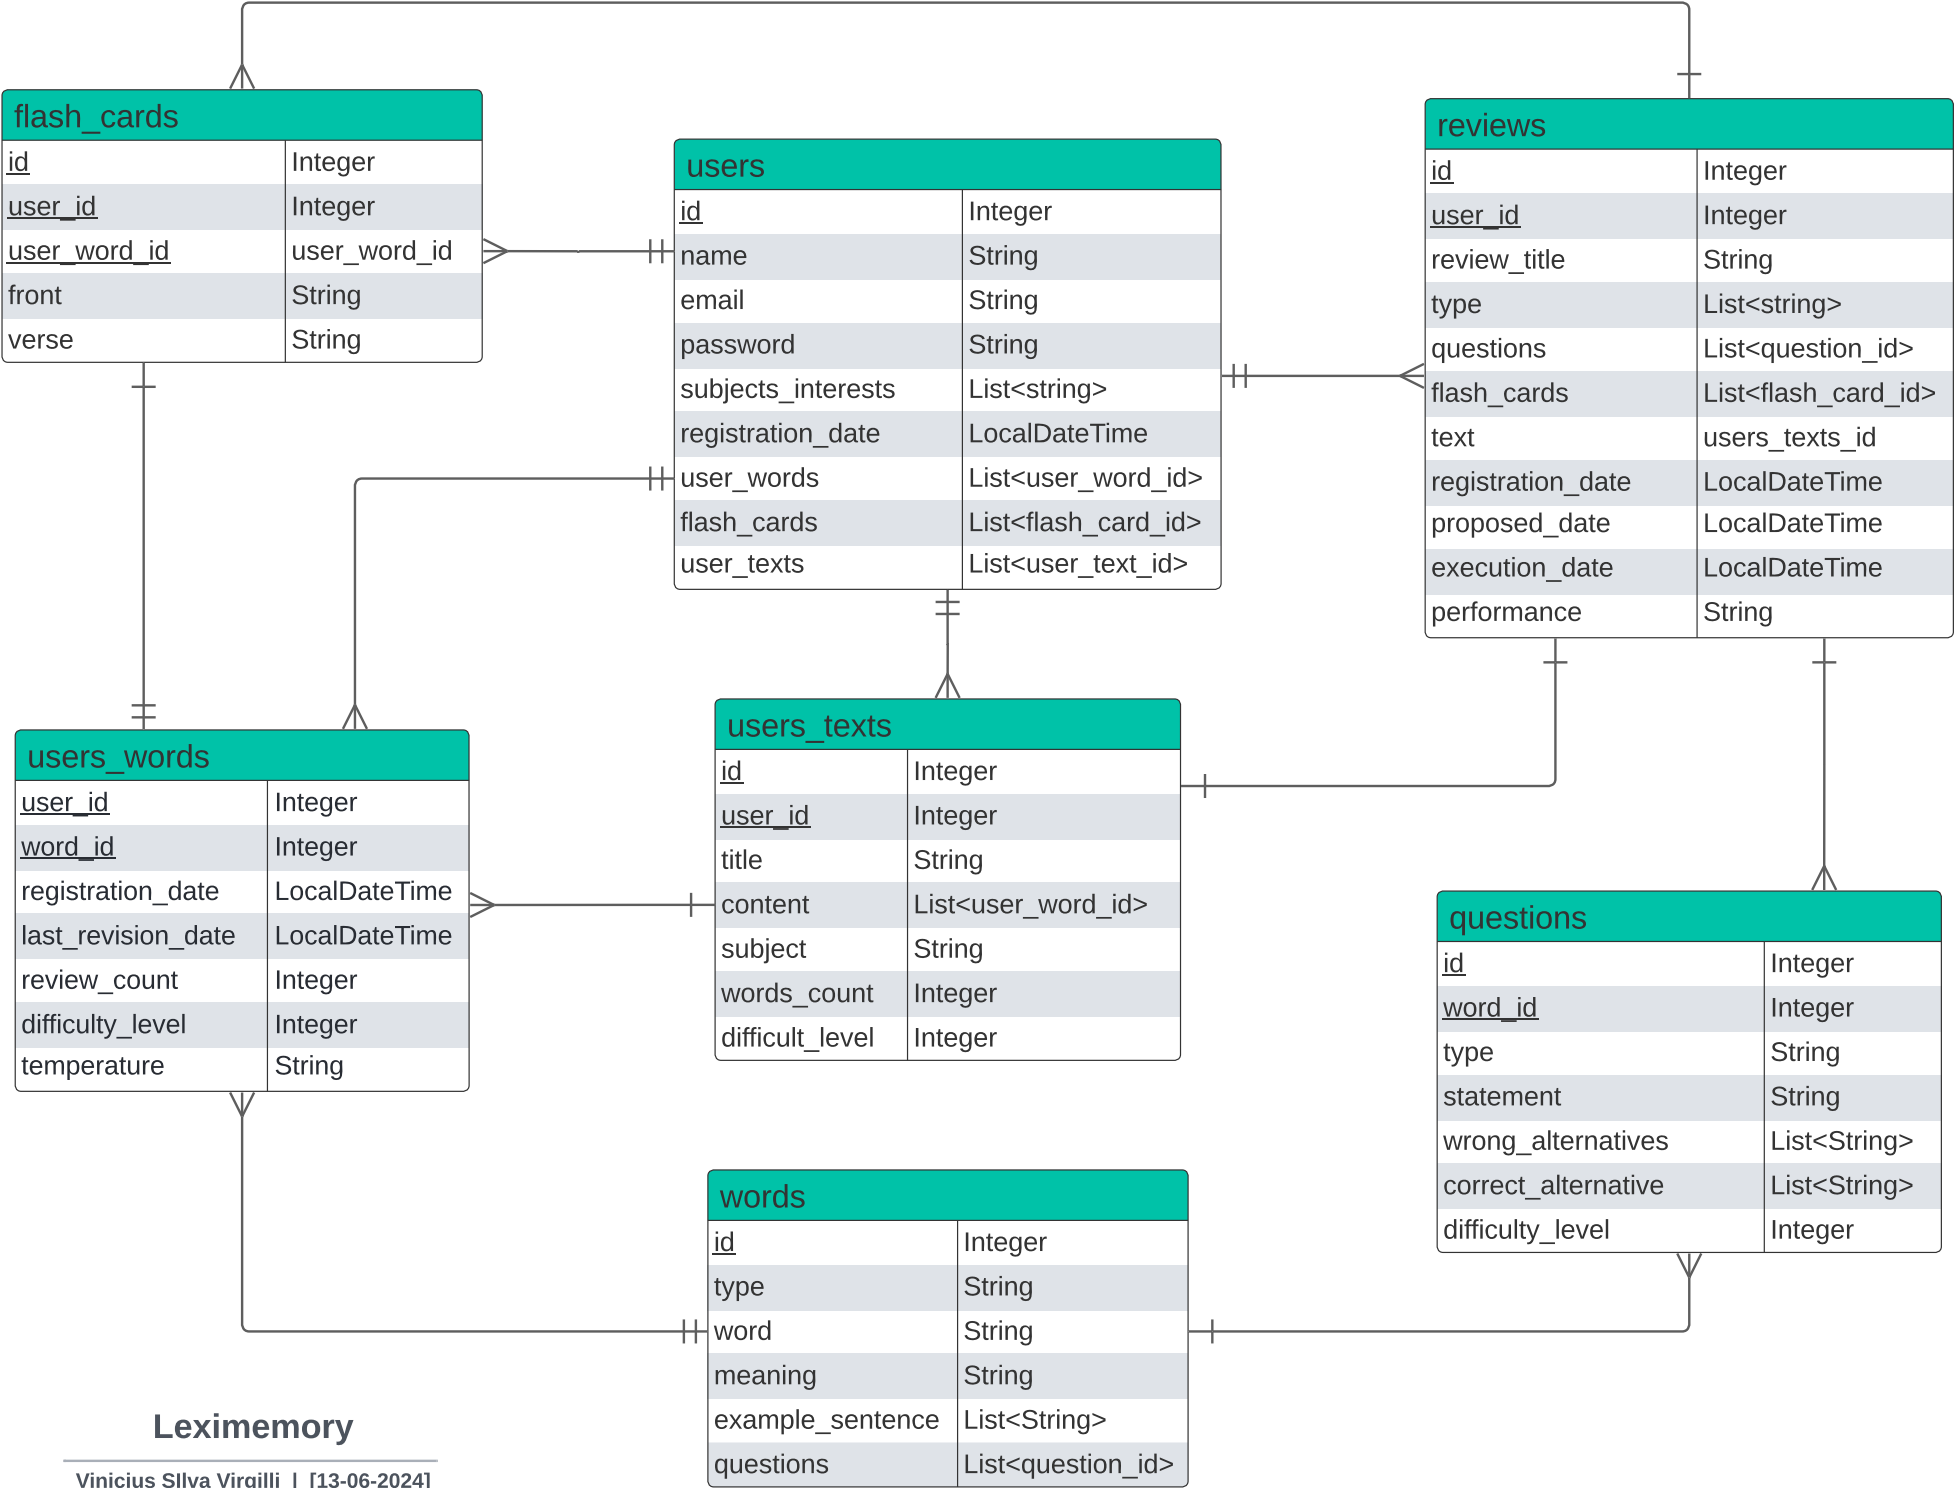 flash_cards
id Integer
user_id Integer
user_word_id user_word_id
front String
verse String
users
id Integer
name String
email String
password String
subjects_interests List<string>
registration_date LocalDateTime
user_words List<user_word_id>
flash_cards List<flash_card_id>
user_texts List<user_text_id>
reviews
id Integer
user_id Integer
review_title String
type List<string>
questions List<question_id>
flash_cards List<flash_card_id>
text users_texts_id
registration_date LocalDateTime
proposed_date LocalDateTime
execution_date LocalDateTime
performance String
users_words
user_id Integer
word_id Integer
registration_date LocalDateTime
last_revision_date LocalDateTime
review_count Integer
difficulty_level Integer
temperature String
users_texts
id Integer
user_id Integer
title String
content List<user_word_id>
subject String
words_count Integer
difficult_level Integer
questions
id Integer
word_id Integer
type String
statement String
wrong_alternatives List<String>
correct_alternative List<String>
difficulty_level Integer
words
id Integer
type String
word String
meaning String
example_sentence List<String>
questions List<question_id>
Leximemory
Vinicius SIlva Virgilli | [13-06-2024]